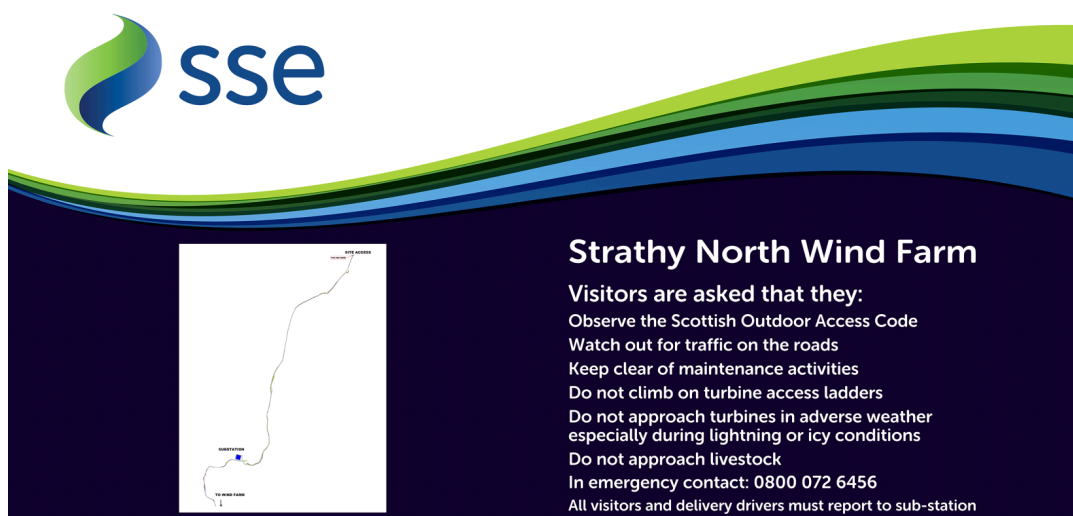 sse
SITE ACCESS
SUBSTATION
TO WIND FARM
Strathy North Wind Farm
Visitors are asked that they:
Observe the Scottish Outdoor Access Code
Watch out for traffic on the roads
Keep clear of maintenance activities
Do not climb on turbine access ladders
Do not approach turbines in adverse weather
especially during lightning or icy conditions
Do not approach livestock
In emergency contact: 0800 072 6456
All visitors and delivery drivers must report to sub-station